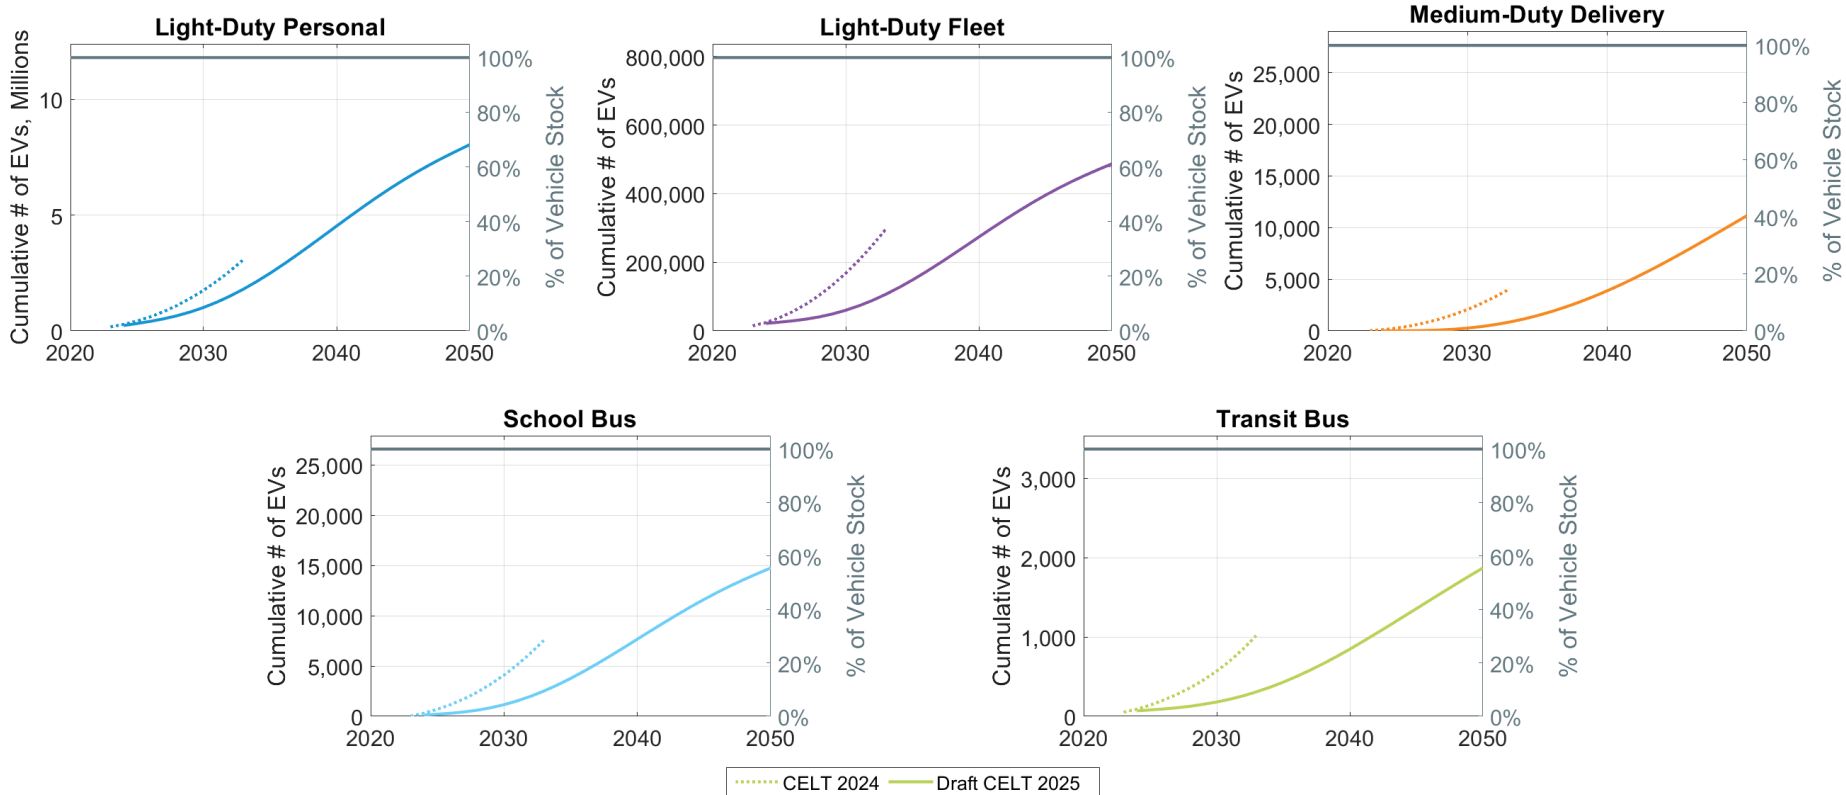 Light-Duty Personal
Cumulative # of EVs, Millions
10
5
0
2020 2030 2040 2050
100%
80%
60%
40%
20%
0%
% of Vehicle Stock
Light-Duty Fleet
Cumulative # of EVs
800,000
600,000
400,000
200,000
0
2020 2030 2040 2050
100%
80%
60%
40%
20%
0%
% of Vehicle Stock
Medium-Duty Delivery
Cumulative # of EVs
25,000
20,000
15,000
10,000
5,000
0
2020 2030 2040 2050
100%
80%
60%
40%
20%
0%
% of Vehicle Stock
School Bus
Cumulative # of EVs
25,000
20,000
15,000
10,000
5,000
0
2020 2030 2040 2050
100%
80%
60%
40%
20%
0%
% of Vehicle Stock
Transit Bus
Cumulative # of EVs
3,000
2,000
1,000
0
2020 2030 2040 2050
100%
80%
60%
40%
20%
0%
% of Vehicle Stock
CELT 2024 Draft CELT 2025